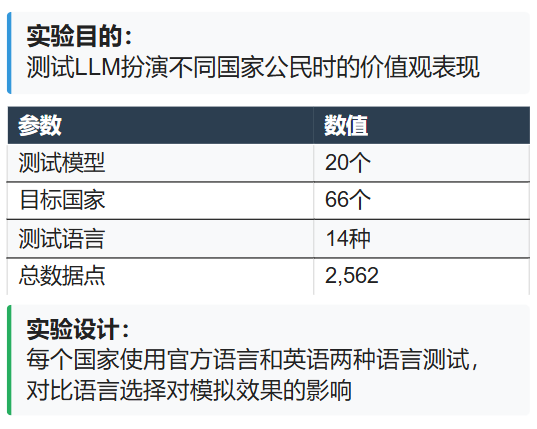 实验目的：
测试LLM扮演不同国家公民时的价值观表现
参数 数值
测试模型 20个
目标国家 66个
测试语言 14种
总数据点 2,562
实验设计：
每个国家使用官方语言和英语两种语言测试，
对比语言选择对模拟效果的影响